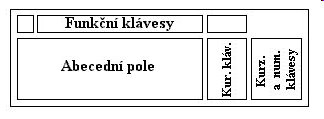 Funkční klávesy
Abecední pole
Kur. kláv.
Kurz.
a num.
klávesy